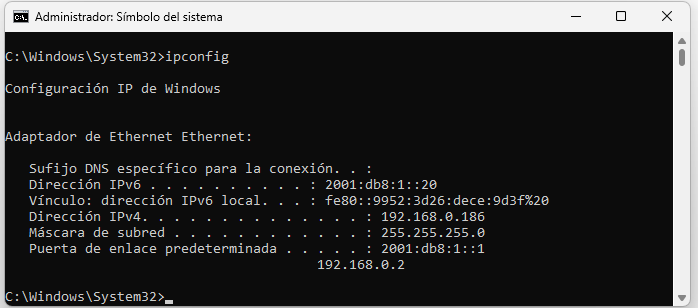 Administrador: Símbolo del sistema
C:\Windows\System32>ipconfig
Configuración IP de Windows
Adaptador de Ethernet Ethernet:
Sufijo DNS específico para la conexión. . :
Dirección IPv6 . . . . . . . . . . : 2001:db8:1::20
Vínculo: dirección IPv6 local. . . : fe80::9952:3d26:dece:9d3f%20
Dirección IPv4. . . . . . . . . . . . . . : 192.168.0.186
Máscara de subred . . . . . . . . . . . . : 255.255.255.0
Puerta de enlace predeterminada . . . . . : 2001:db8:1::1
192.168.0.2
C:\Windows\System32>